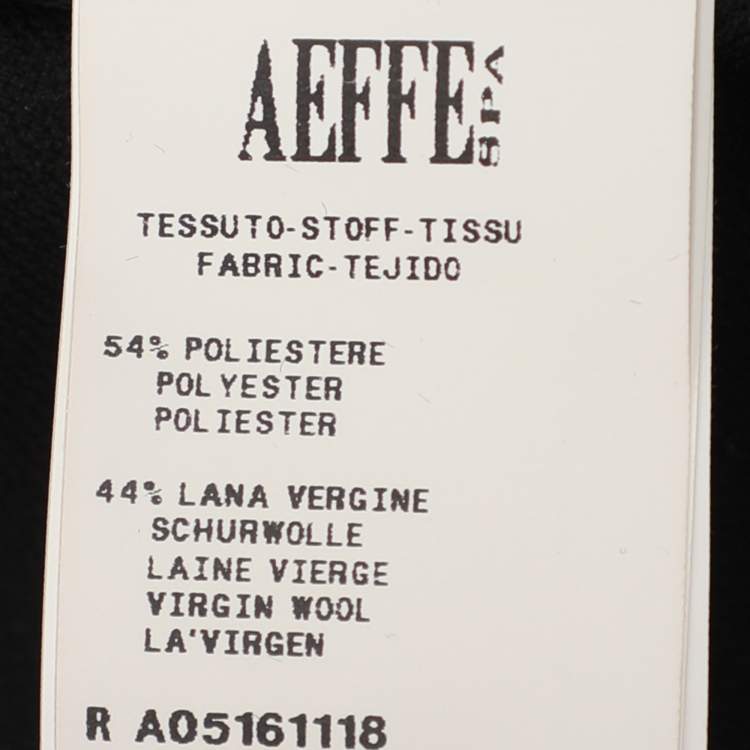 AEFFE SPA
TESSUTO-STOFF-TISSU
FABRIC-TEJIDO
54% POLIESTERE
POLYESTER
POLIESTER
44% LANA VERGINE
SCHURWOLLE
LAINE VIERGE
VIRGIN WOOL
LA'VIRGEN
R A05161118